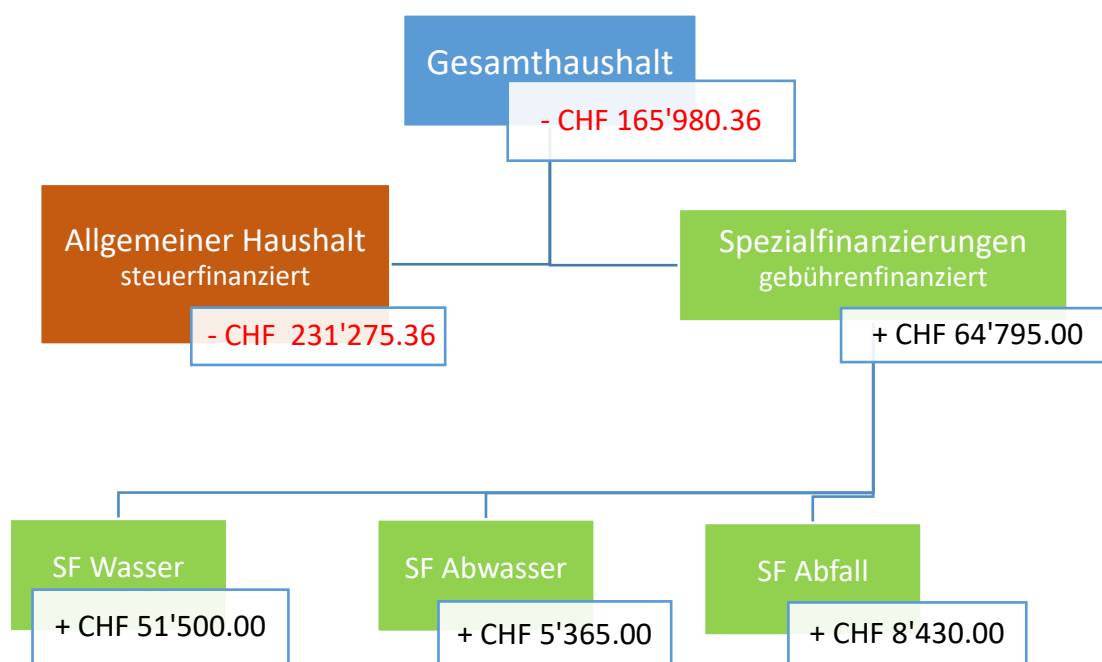 Gesamthaushalt
- CHF 165'980.36
Allgemeiner Haushalt
steuerfinanziert
- CHF  231'275.36
Spezialfinanzierungen
gebührenfinanziert
+ CHF 64'795.00
SF Wasser
+ CHF 51'500.00
SF Abwasser
+ CHF 5'365.00
SF Abfall
+ CHF 8'430.00